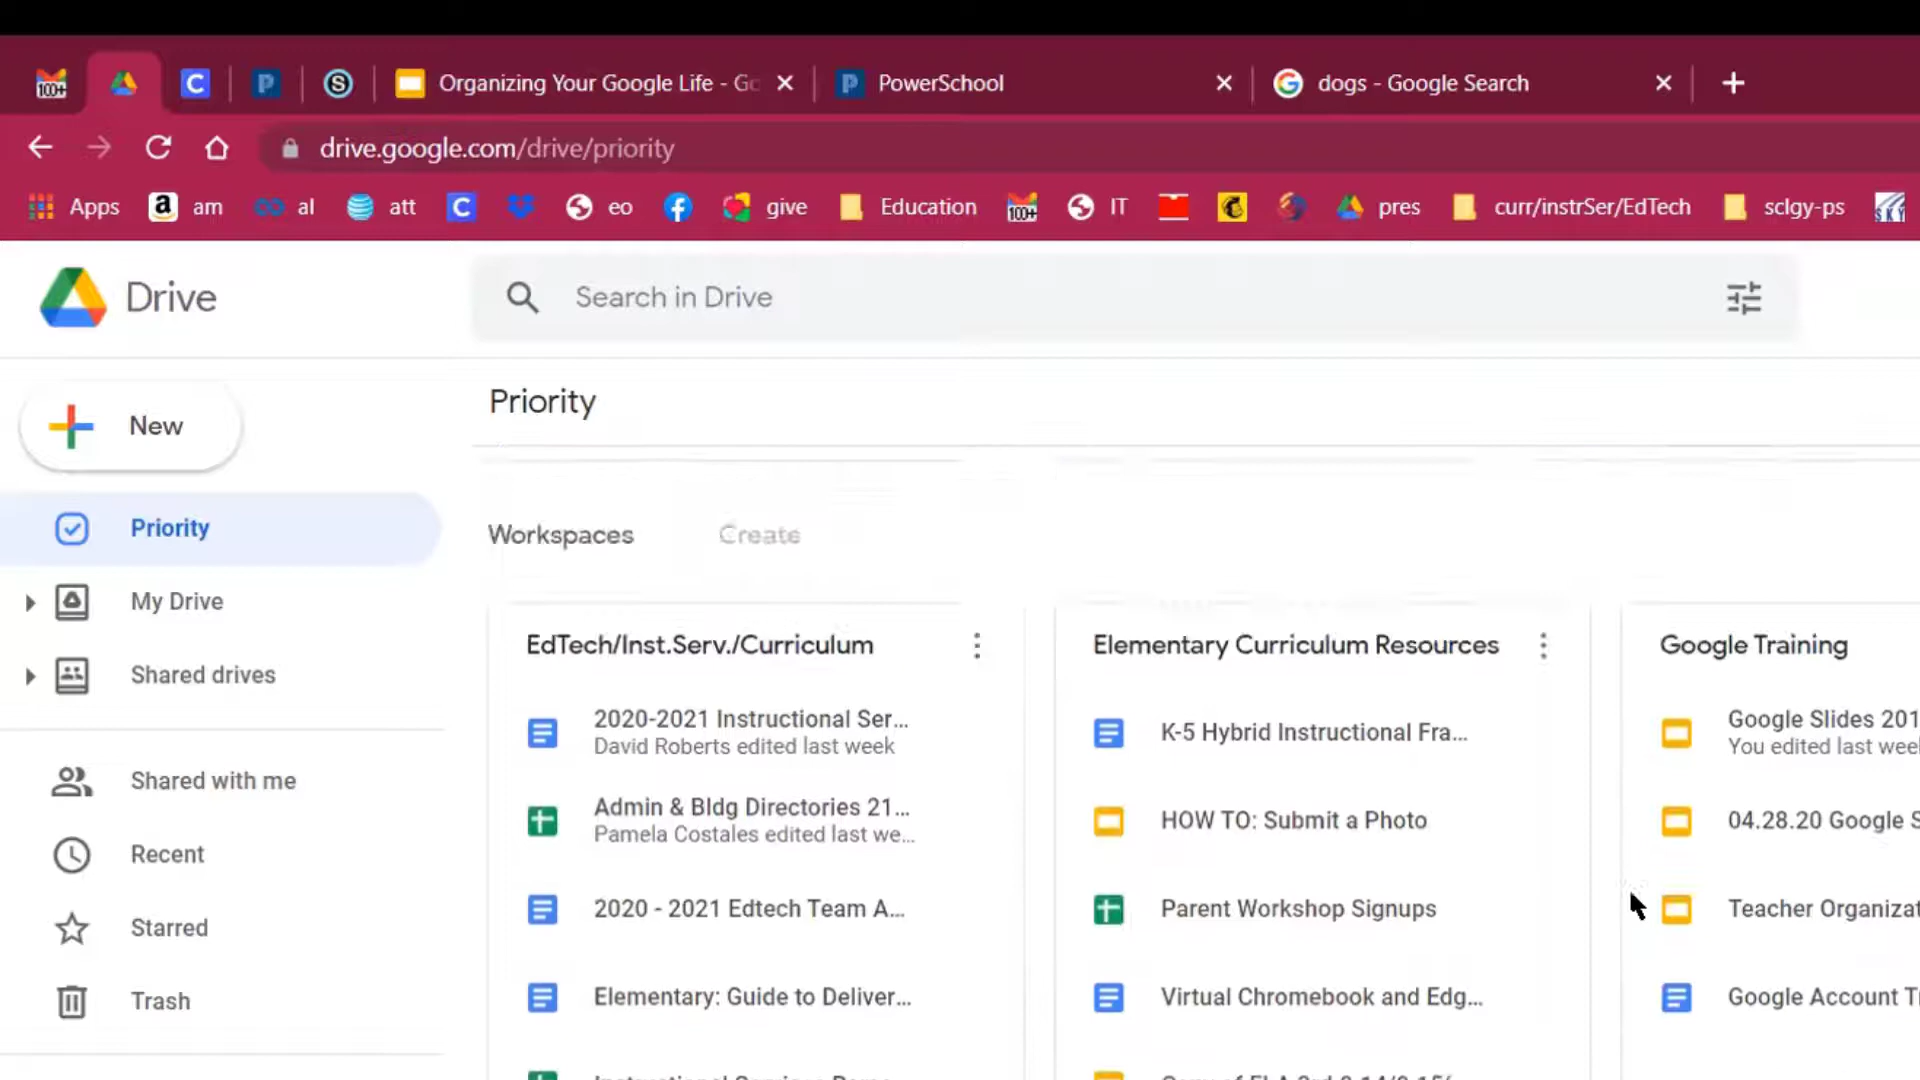 100+
C
P
S
Organizing Your Google Life - Go
P
PowerSchool
dogs - Google Search
drive.google.com/drive/priority
Apps
a
am
al
att
C
eo
give
Education
100+
IT
pres
curr/instrSer/EdTech
sclgy-ps
SKY
Drive
Search in Drive
New
Priority
My Drive
Shared drives
Shared with me
Recent
Starred
Trash
Priority
Workspaces
Create
EdTech/Inst.Serv./Curriculum
2020-2021 Instructional Ser...
David Roberts edited last week
Admin & Bldg Directories 21...
Pamela Costales edited last we...
2020 - 2021 Edtech Team A...
Elementary: Guide to Deliver...
Elementary Curriculum Resources
K-5 Hybrid Instructional Fra...
HOW TO: Submit a Photo
Parent Workshop Signups
Virtual Chromebook and Edg...
Google Training
Google Slides 201
You edited last week
04.28.20 Google S
Teacher Organizat
Google Account Tr